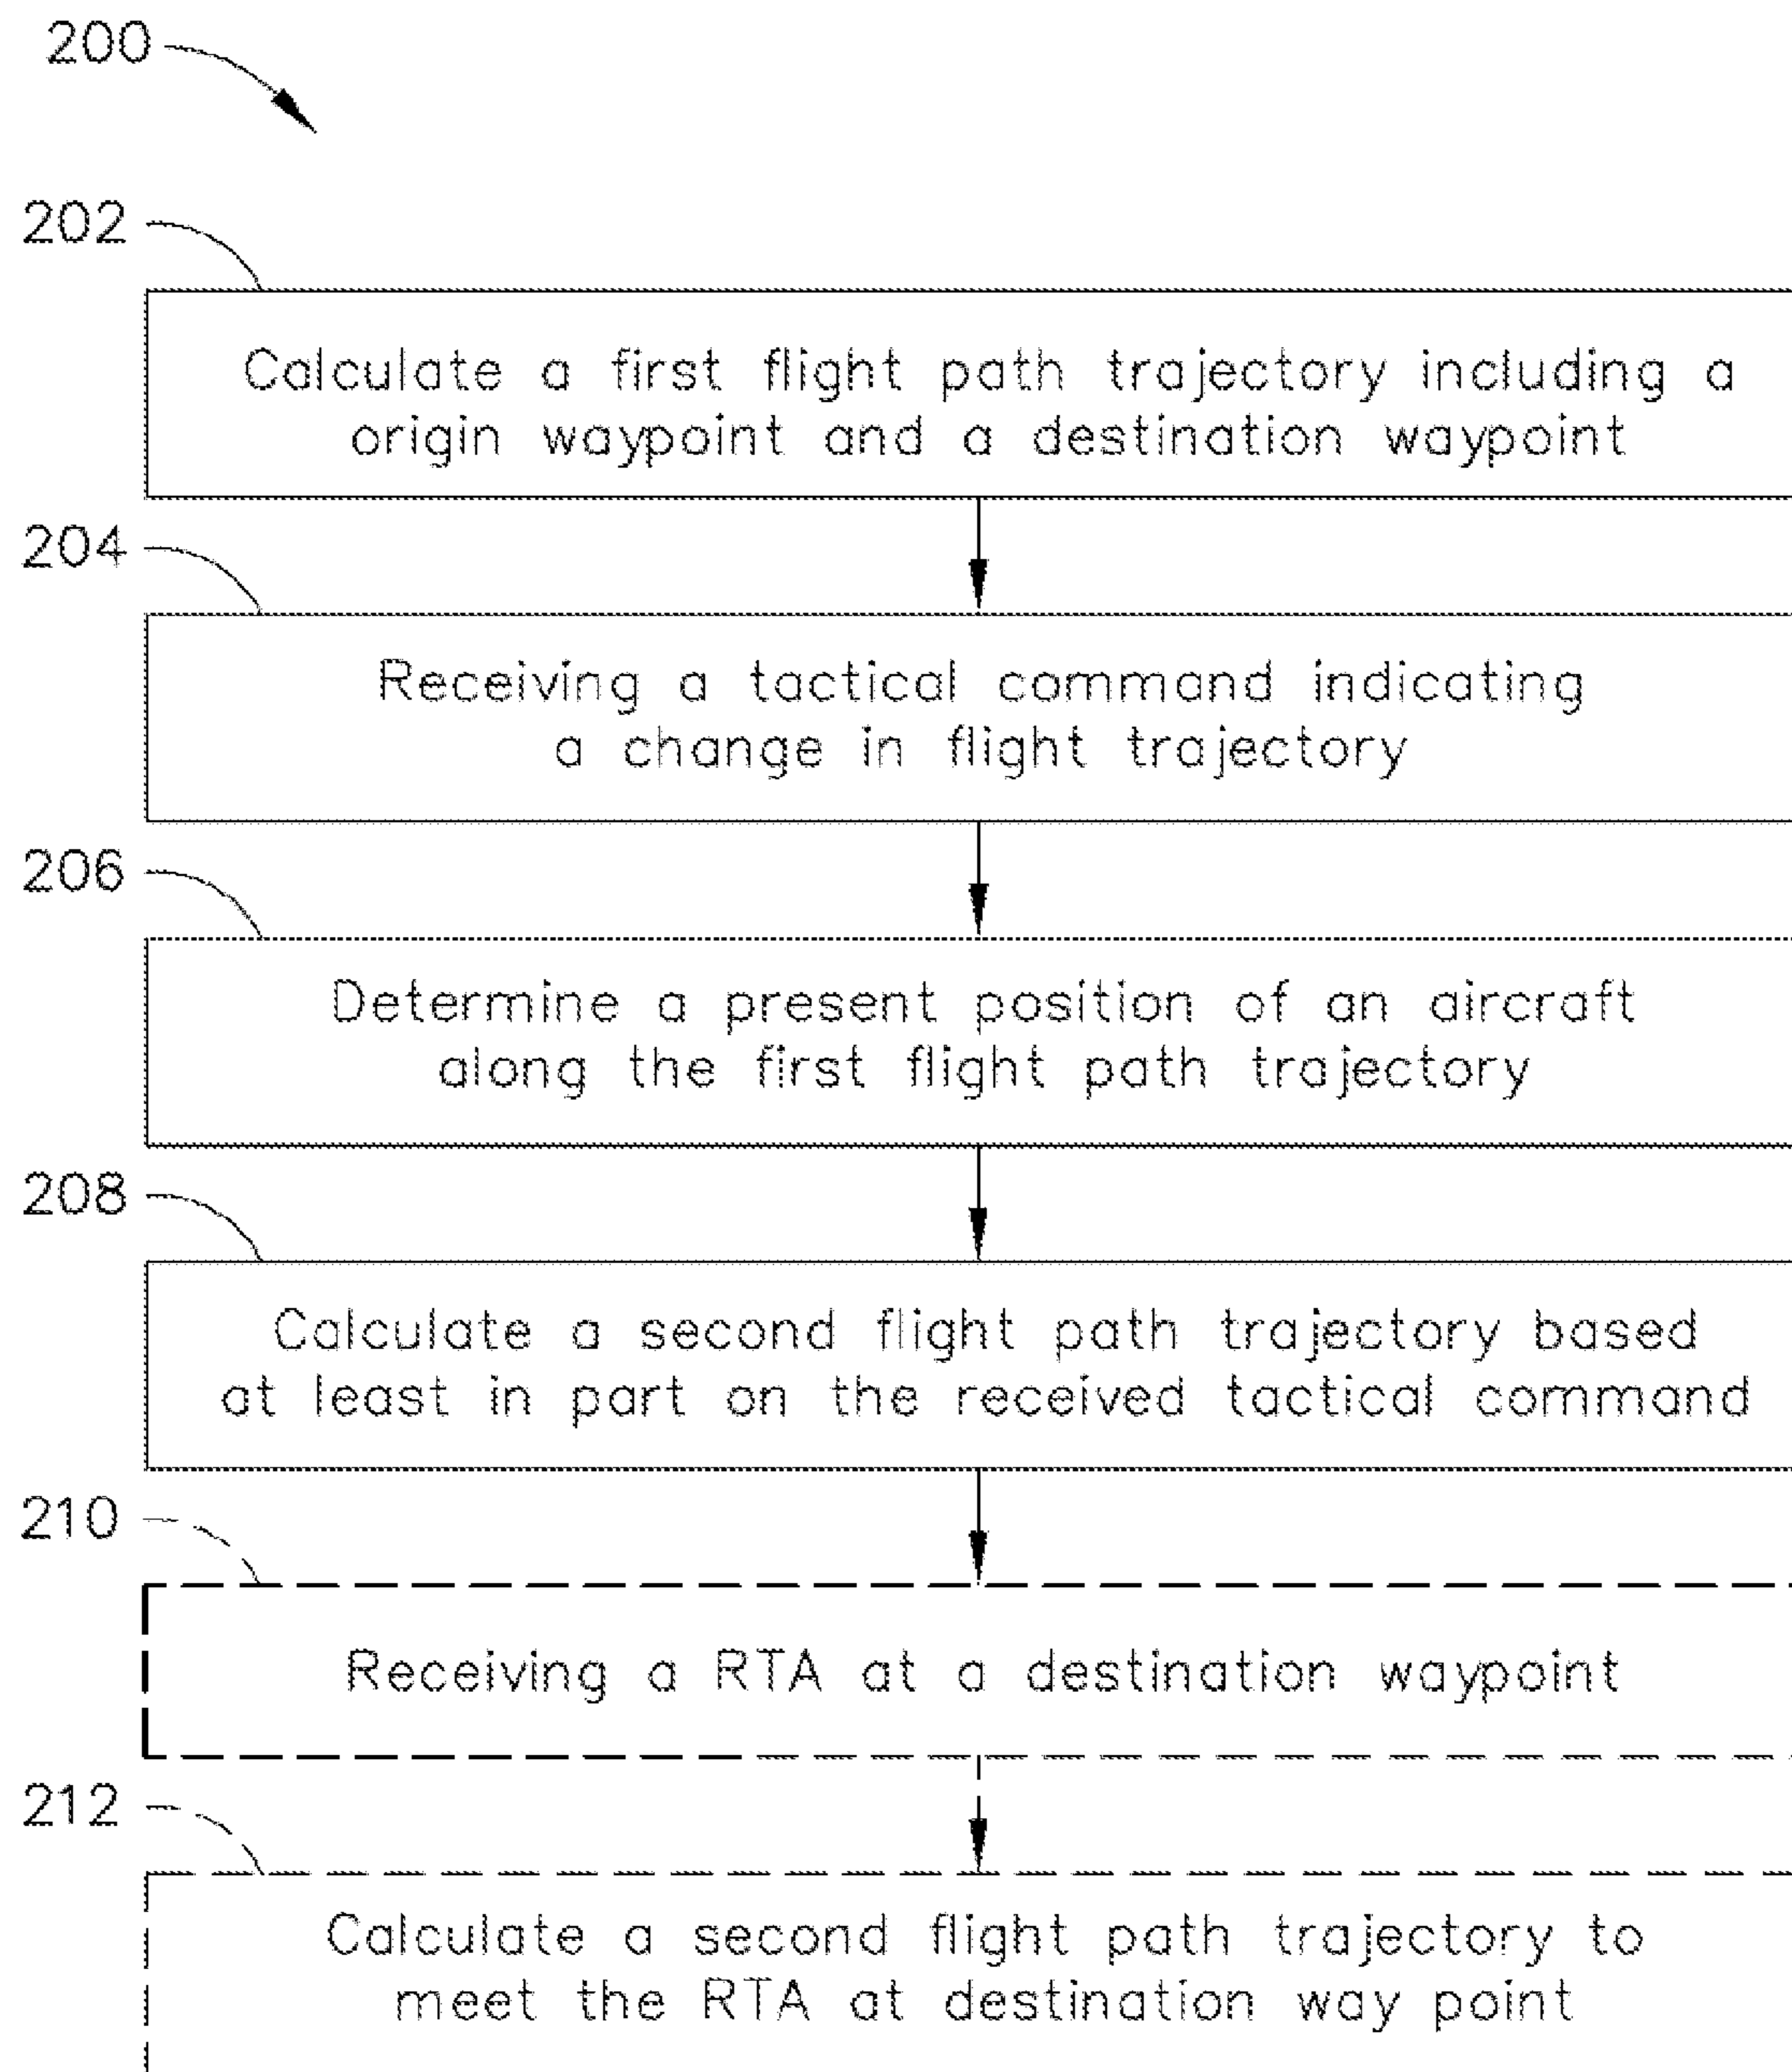 200
202
Calculate a first flight path trajectory including a
origin waypoint and a destination waypoint
204
Receiving a tactical command indicating
a change in flight trajectory
206
Determine a present position of an aircraft
along the first flight path trajectory
208
Calculate a second flight path trajectory based
at least in part on the received tactical command
210
Receiving a RTA at a destination waypoint
212
Calculate a second flight path trajectory to
meet the RTA at destination way point